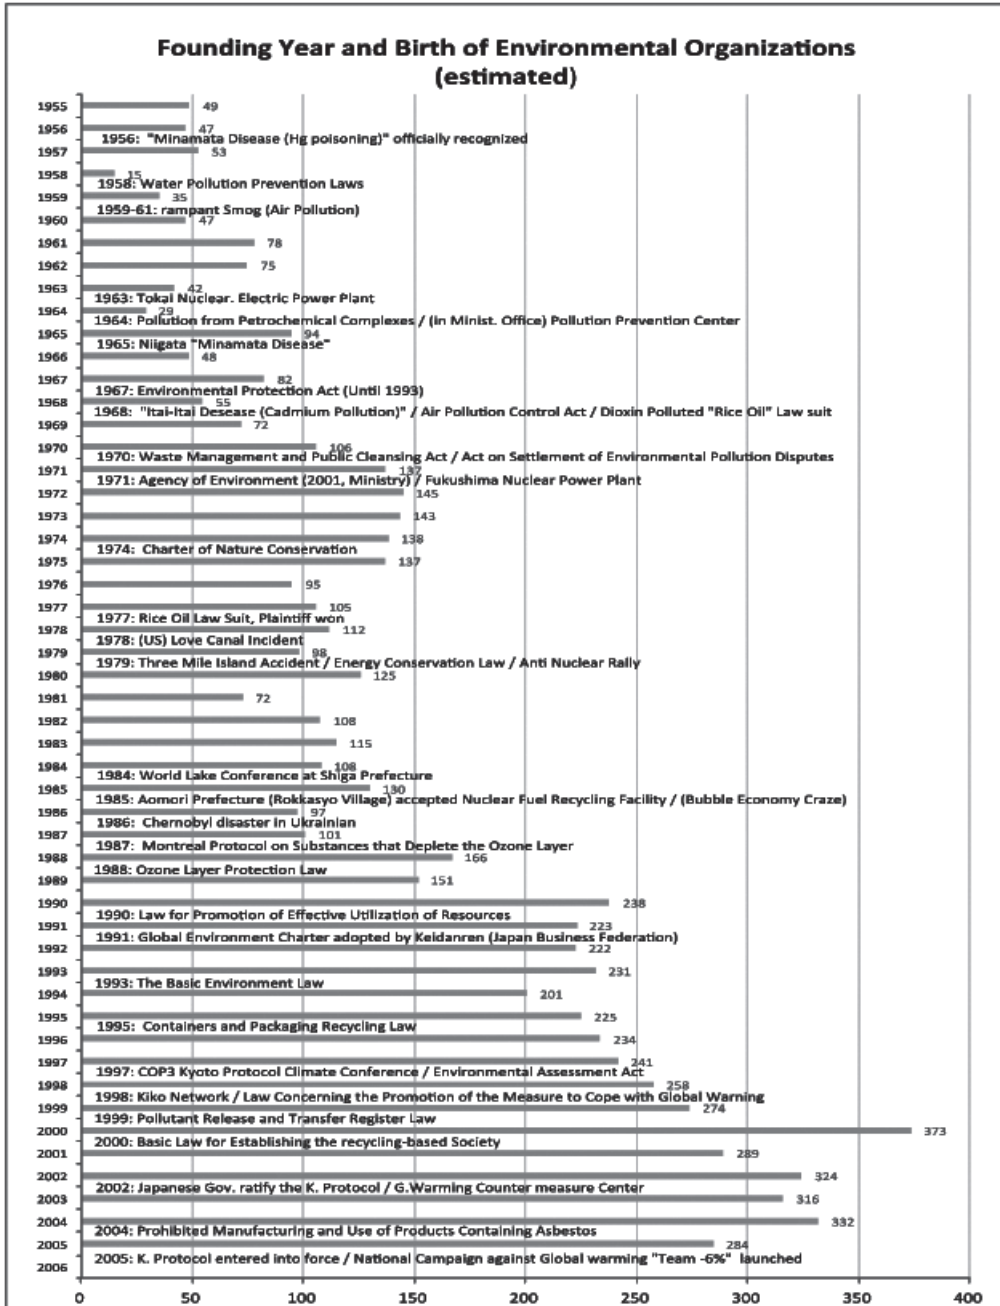 Founding Year and Birth of Environmental Organizations
(estimated)
1955 49
1956 47
1956: "Minamata Disease (Hg poisoning)" officially recognized
1957 53
1958 15
1958: Water Pollution Prevention Laws
1959 35
1959-61: rampant Smog (Air Pollution)
1960 47
1961 78
1962 75
1963 42
1963: Tokai Nuclear. Electric Power Plant
1964 29
1964: Pollution from Petrochemical Complexes / (in Minist. Office) Pollution Prevention Center
1965 94
1965: Niigata "Minamata Disease"
1966 48
1967 82
1967: Environmental Protection Act (Until 1993)
1968 55
1968: "Itai-Itai Desease (Cadmium Pollution)" / Air Pollution Control Act / Dioxin Polluted "Rice Oil" Law suit
1969 72
1970 106
1970: Waste Management and Public Cleansing Act / Act on Settlement of Environmental Pollution Disputes
1971 137
1971: Agency of Environment (2001, Ministry) / Fukushima Nuclear Power Plant
1972 145
1973 143
1974 138
1974: Charter of Nature Conservation
1975 137
1976 95
1977 105
1977: Rice Oil Law Suit, Plaintiff won
1978 112
1978: (US) Love Canal Incident
1979 98
1979: Three Mile Island Accident / Energy Conservation Law / Anti Nuclear Rally
1980 125
1981 72
1982 108
1983 115
1984 108
1984: World Lake Conference at Shiga Prefecture
1985 130
1985: Aomori Prefecture (Rokkasyo Village) accepted Nuclear Fuel Recycling Facility / (Bubble Economy Craze)
1986 97
1986: Chernobyl disaster in Ukrainian
1987 101
1987: Montreal Protocol on Substances that Deplete the Ozone Layer
1988 166
1988: Ozone Layer Protection Law
1989 151
1990 238
1990: Law for Promotion of Effective Utilization of Resources
1991 223
1991: Global Environment Charter adopted by Keidanren (Japan Business Federation)
1992 222
1993 231
1993: The Basic Environment Law
1994 201
1995 225
1995: Containers and Packaging Recycling Law
1996 234
1997 241
1997: COP3 Kyoto Protocol Climate Conference / Environmental Assessment Act
1998 258
1998: Kiko Network / Law Concerning the Promotion of the Measure to Cope with Global Warning
1999 274
1999: Pollutant Release and Transfer Register Law
2000 373
2000: Basic Law for Establishing the recycling-based Society
2001 289
2002 324
2002: Japanese Gov. ratify the K. Protocol / G.Warming Counter measure Center
2003 316
2004 332
2004: Prohibited Manufacturing and Use of Products Containing Asbestos
2005 284
2005: K. Protocol entered into force / National Campaign against Global warming "Team -6%" launched
2006
0 50 100 150 200 250 300 350 400